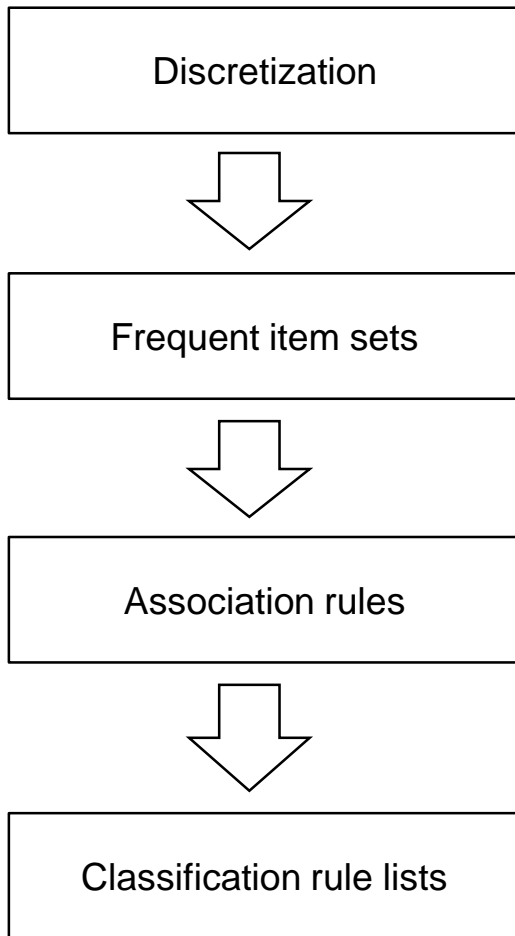 Discretization
Frequent item sets
Association rules
Classification rule lists